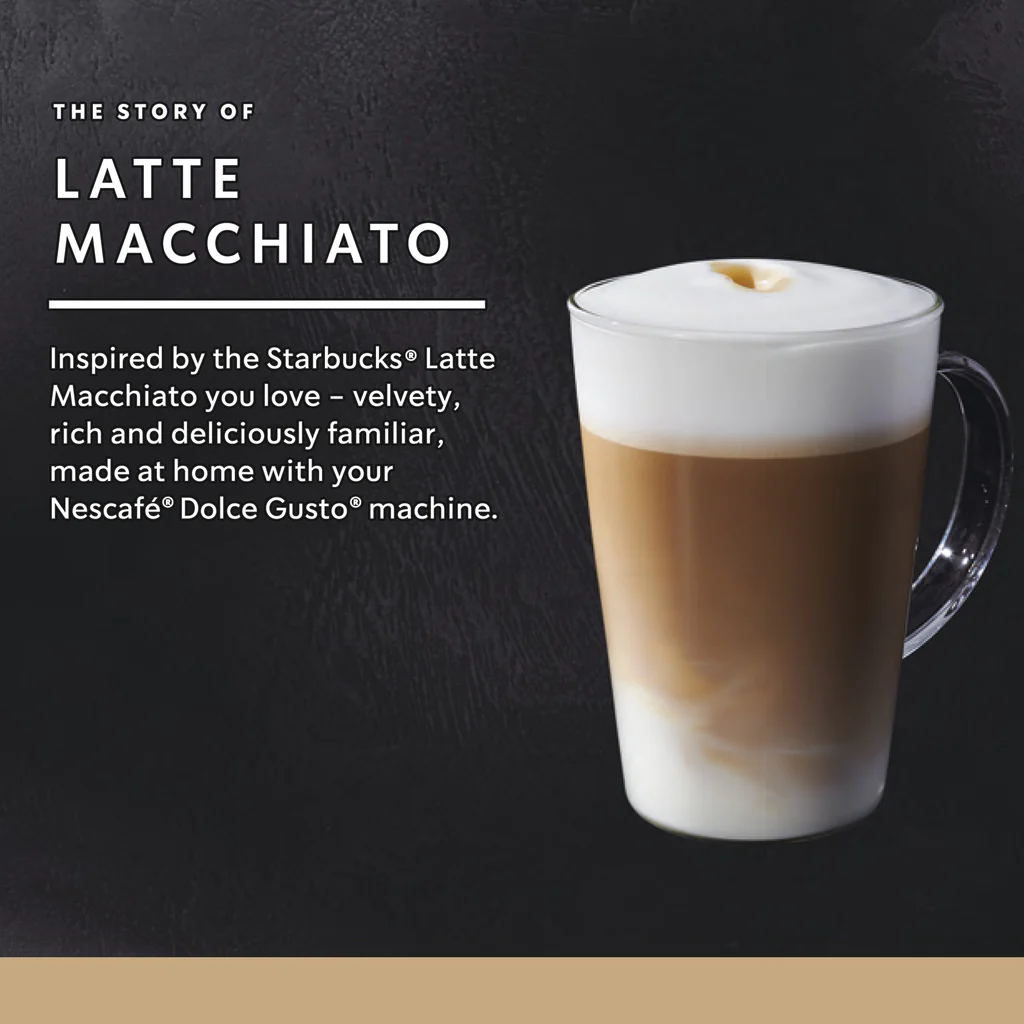 THE STORY OF
LATTE
MACCHIATO
Inspired by the Starbucks® Latte
Macchiato you love – velvety,
rich and deliciously familiar,
made at home with your
Nescafé® Dolce Gusto® machine.